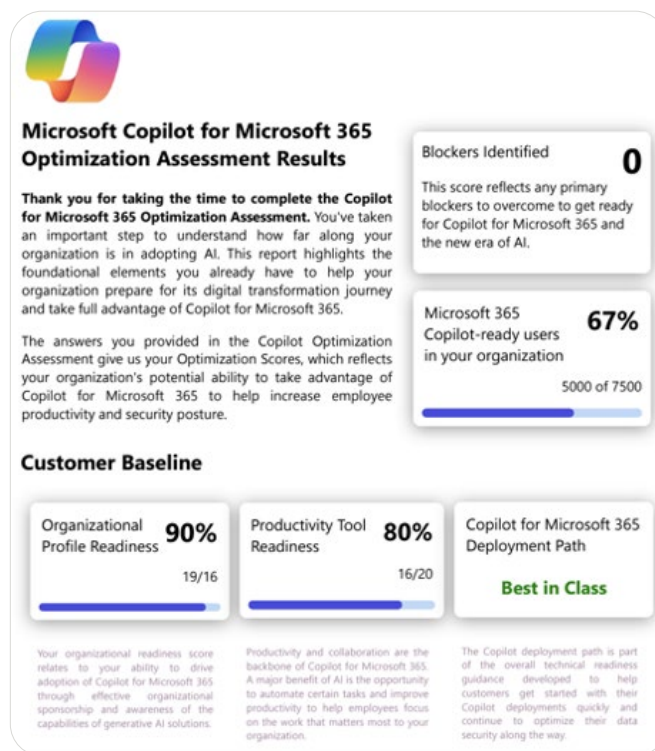 Microsoft Copilot for Microsoft 365
Optimization Assessment Results
Thank you for taking the time to complete the Copilot
for Microsoft 365 Optimization Assessment. You've taken
an important step to understand how far along your
organization is in adopting AI. This report highlights the
foundational elements you already have to help your
organization prepare for its digital transformation journey
and take full advantage of Copilot for Microsoft 365.
The answers you provided in the Copilot Optimization
Assessment give us your Optimization Scores, which reflects
your organization's potential ability to take advantage of
Copilot for Microsoft 365 to help increase employee
productivity and security posture.
Blockers Identified
0
This score reflects any primary
blockers to overcome to get ready
for Copilot for Microsoft 365 and
the new era of AI.
Microsoft 365
Copilot-ready users
in your organization
67%
5000 of 7500
Customer Baseline
Organizational
Profile Readiness
90%
19/16
Your organizational readiness score
relates to your ability to drive
adoption of Copilot for Microsoft 365
through effective organizational
sponsorship and awareness of the
capabilities of generative AI solutions.
Productivity Tool
Readiness
80%
16/20
Productivity and collaboration are the
backbone of Copilot for Microsoft 365.
A major benefit of AI is the opportunity
to automate certain tasks and improve
productivity to help employees focus
on the work that matters most to your
organization.
Copilot for Microsoft 365
Deployment Path
Best in Class
The Copilot deployment path is part
of the overall technical readiness
guidance developed to help
customers get started with their
Copilot deployments quickly and
continue to optimize their data
security along the way.